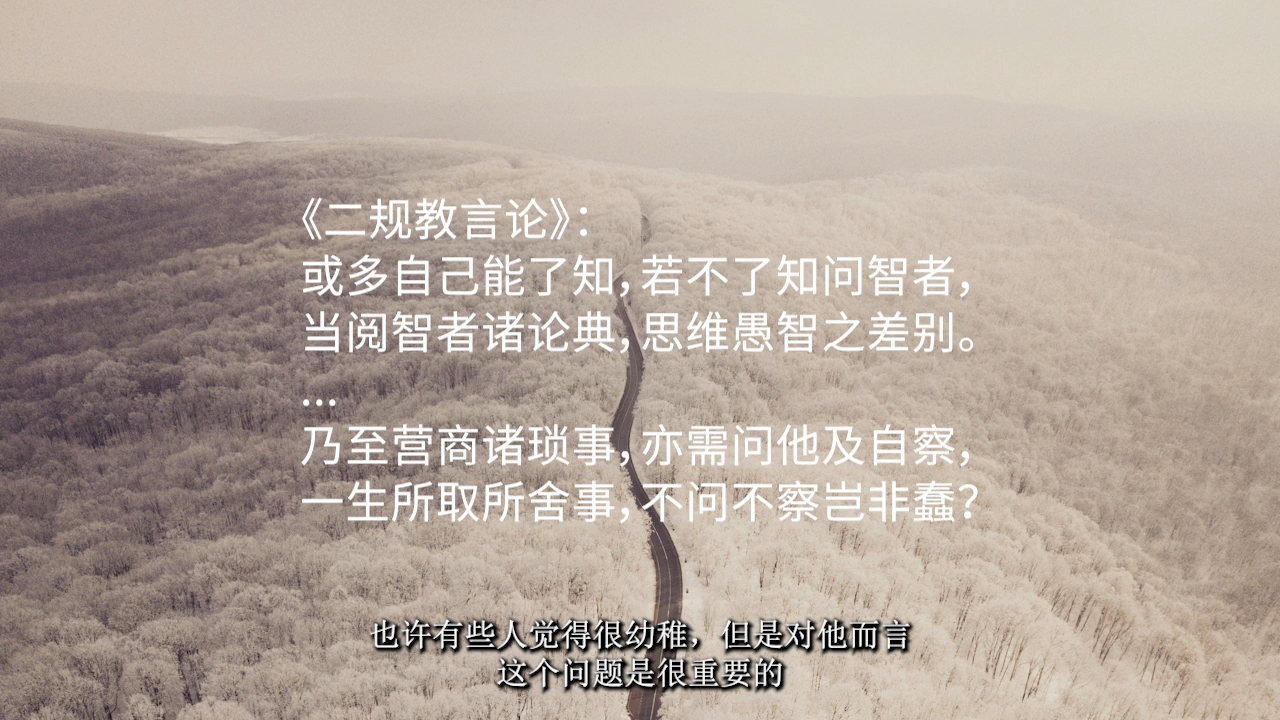 《二规教言论》：
或多自己能了知，若不了知问智者，
当阅智者诸论典，思维愚智之差别。
...
乃至营商诸琐事，亦需问他及自察，
一生所取所舍事，不问不察岂非蠢？
也许有些人觉得很幼稚，但是对他而言
这个问题是很重要的